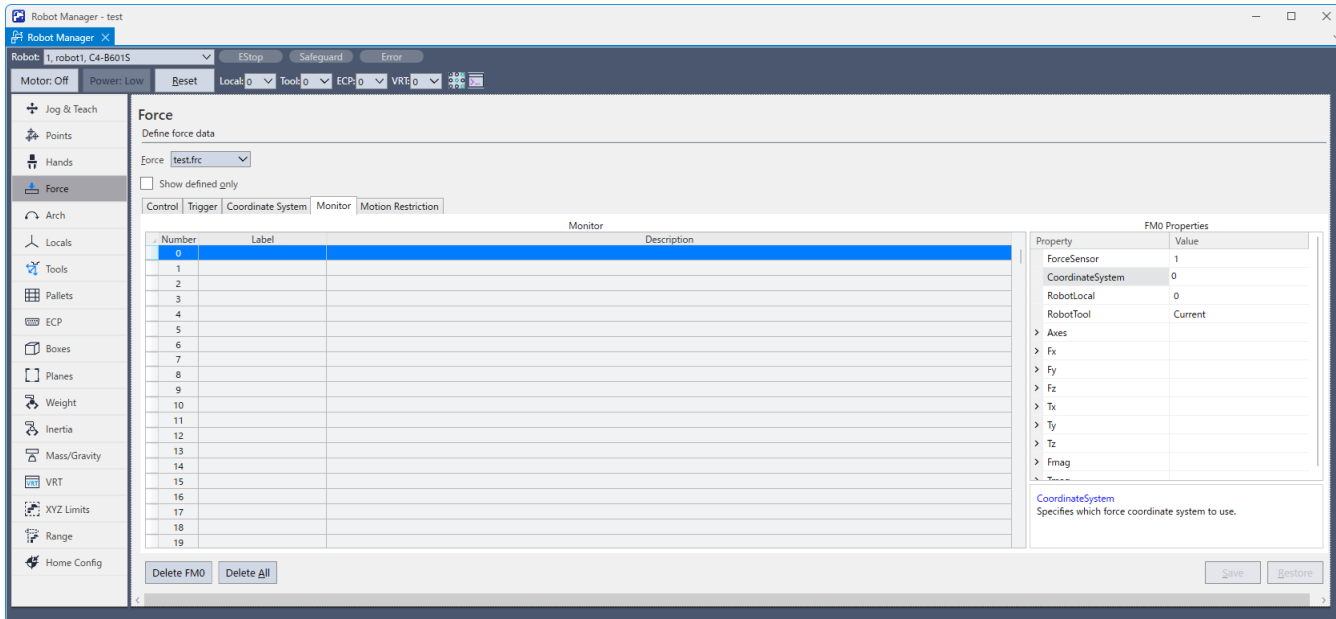 Robot Manager - test
Robot Manager
Robot: 1, robot1, C4-B601S EStop Safeguard Error
Motor: Off Power: Low Reset Local: 0 Tool: 0 ECP: 0 VRT: 0
Jog & Teach
Points
Hands
Force
Arch
Locals
Tools
Pallets
ECP
Boxes
Planes
Weight
Inertia
Mass/Gravity
VRT
XYZ Limits
Range
Home Config
Force
Define force data
Force test.frc
Show defined only
Control Trigger Coordinate System Monitor Motion Restriction
Monitor
Number Label Description
0
1
2
3
4
5
6
7
8
9
10
11
12
13
14
15
16
17
18
19
FM0 Properties
Property Value
ForceSensor 1
CoordinateSystem 0
RobotLocal 0
RobotTool Current
Axes
Fx
Fy
Fz
Tx
Ty
Tz
Fmag
CoordinateSystem
Specifies which force coordinate system to use.
Delete FM0 Delete All Save Restore